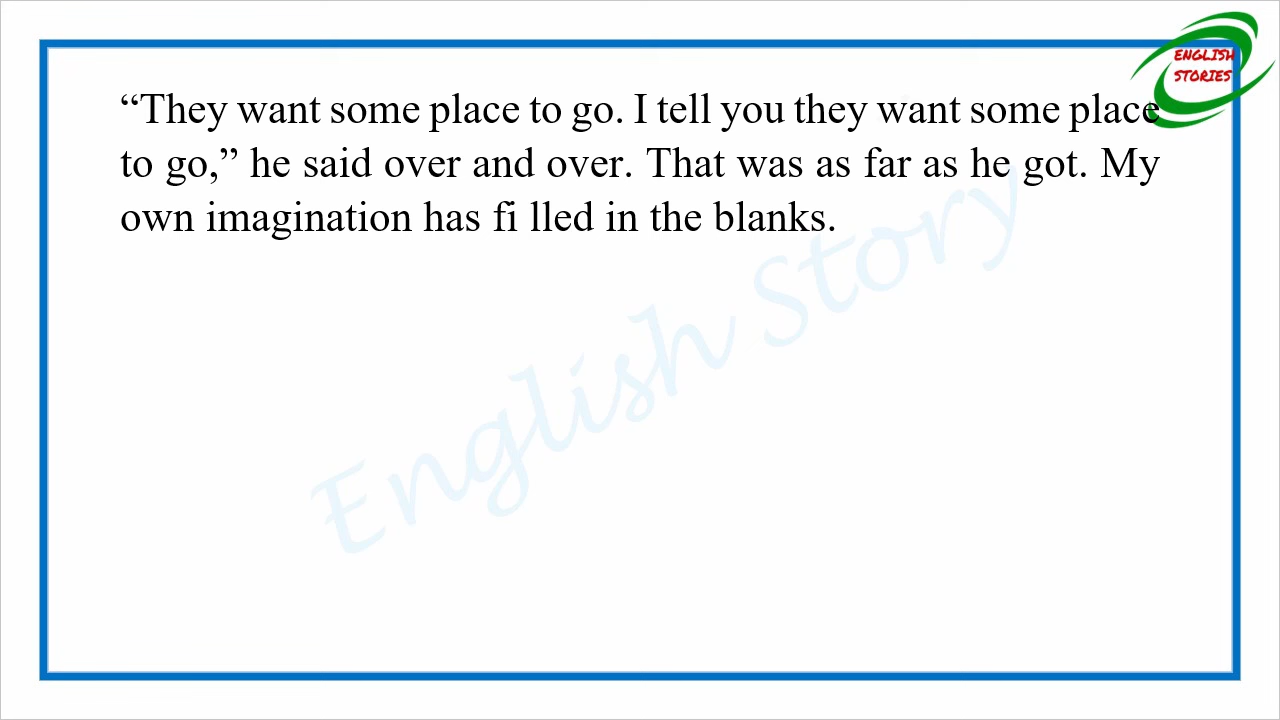 ENGLISH
STORIES
“They want some place to go. I tell you they want some place
to go,” he said over and over. That was as far as he got. My
own imagination has fi lled in the blanks.
English Story